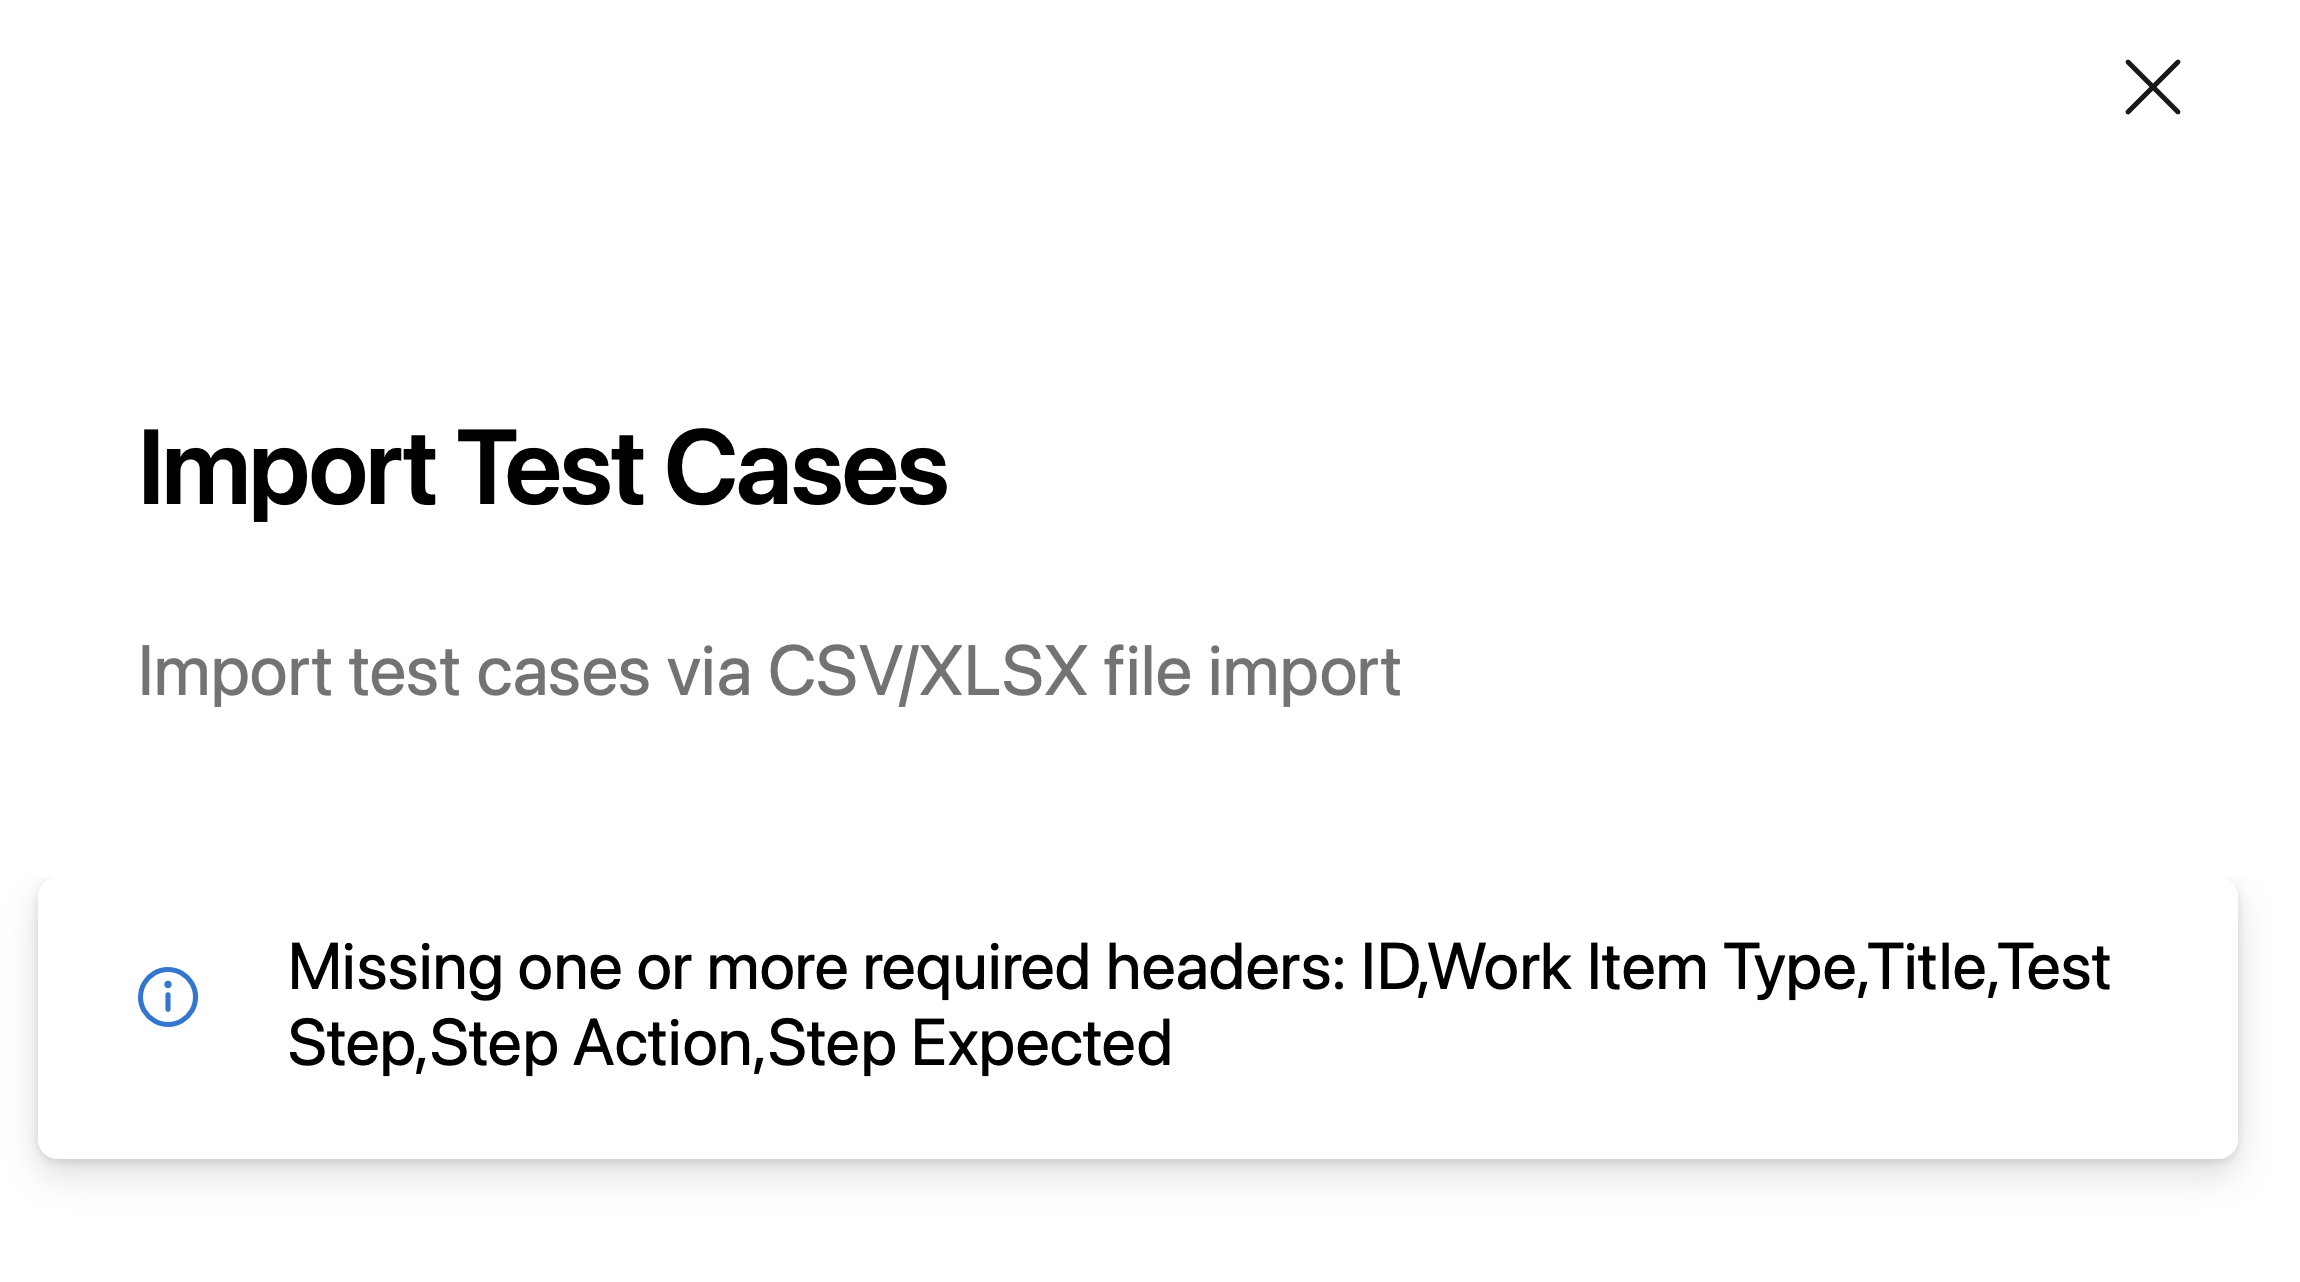 Import Test Cases
Import test cases via CSV/XLSX file import
Missing one or more required headers: ID,Work Item Type,Title,Test
Step,Step Action,Step Expected